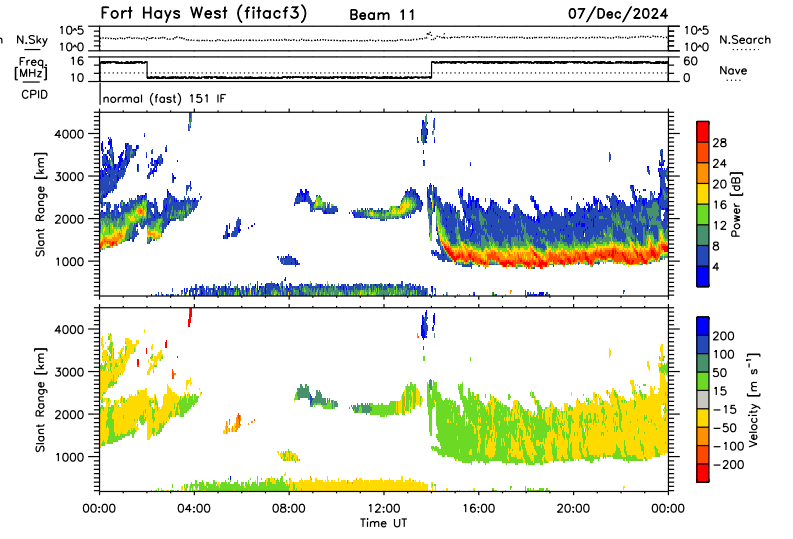 Fort Hays West (fitacf3) Beam 11 07/Dec/2024
N.Sky 10^5 10^0 10^5 10^0 N.Search
Freq. [MHz] 16 10 60 0 Nave
CPID normal (fast) 151 IF
4000
3000
2000
1000
Slant Range [km]
28
24
20
16
12
8
4
Power [dB]
4000
3000
2000
1000
Slant Range [km]
200
100
50
15
-15
-50
-100
-200
Velocity [m s⁻¹]
00:00 04:00 08:00 12:00 16:00 20:00 00:00
Time UT